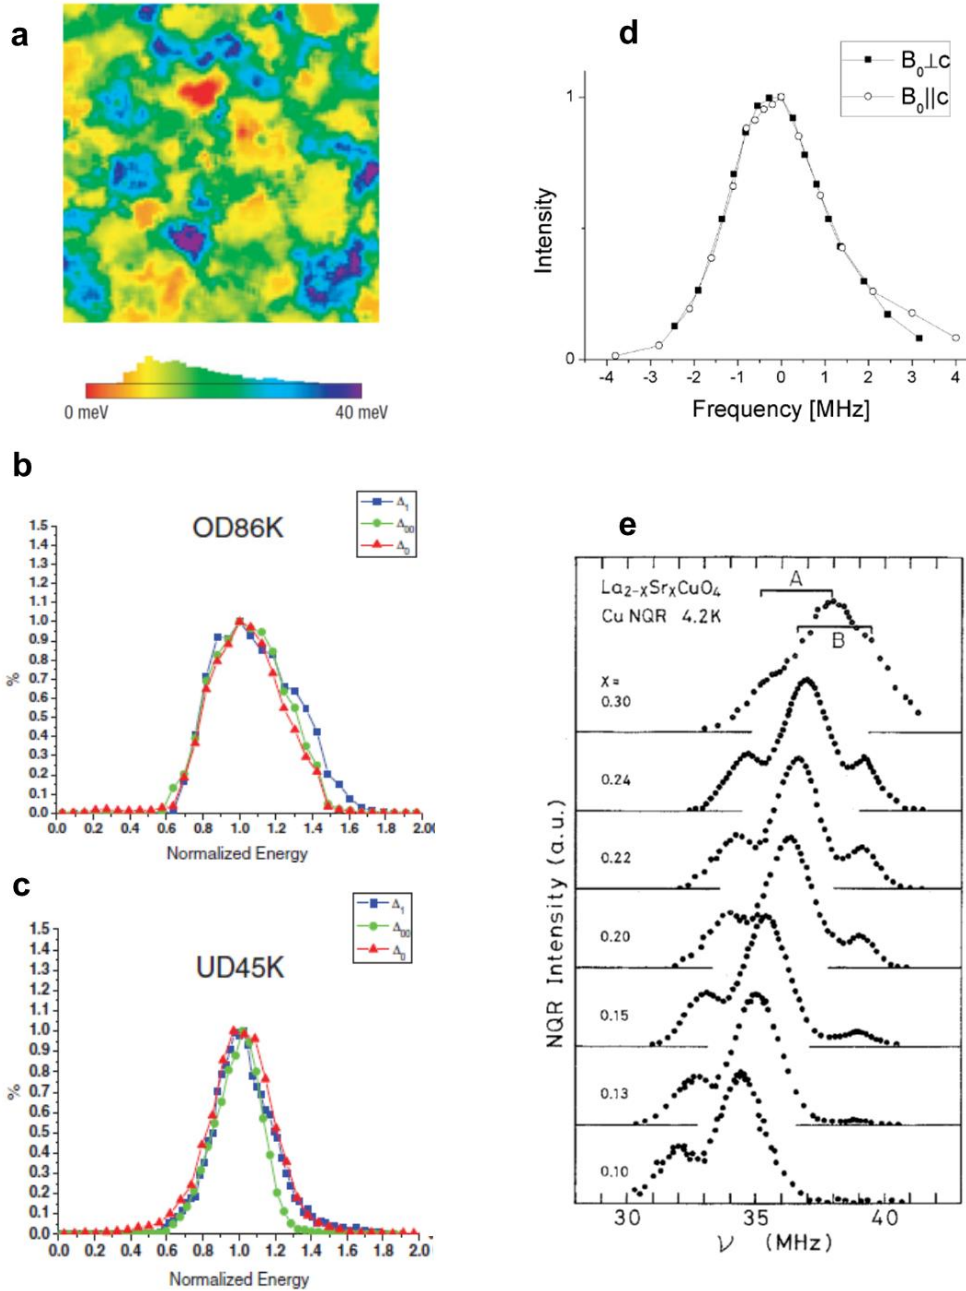 a
0 meV 40 meV
b
OD86K
Δ1
Δ00
Δ0
%
1.5
1.4
1.3
1.2
1.1
1.0
0.9
0.8
0.7
0.6
0.5
0.4
0.3
0.2
0.1
0.0
0.0 0.2 0.4 0.6 0.8 1.0 1.2 1.4 1.6 1.8 2.0
Normalized Energy
c
UD45K
Δ1
Δ00
Δ0
%
1.5
1.4
1.3
1.2
1.1
1.0
0.9
0.8
0.7
0.6
0.5
0.4
0.3
0.2
0.1
0.0
0.0 0.2 0.4 0.6 0.8 1.0 1.2 1.4 1.6 1.8 2.0
Normalized Energy
d
B0⊥c
B0||c
Intensity
1
0
-4 -3 -2 -1 0 1 2 3 4
Frequency [MHz]
e
La2-xSrxCuO4
Cu NQR 4.2K
A
B
x=
0.30
0.24
0.22
0.20
0.15
0.13
0.10
NQR Intensity (a.u.)
30 35 40
ν (MHz)